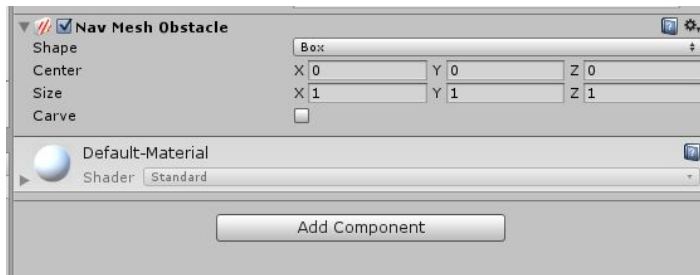 Nav Mesh Obstacle
Shape Box
Center X 0 Y 0 Z 0
Size X 1 Y 1 Z 1
Carve
Default-Material
Shader Standard
Add Component